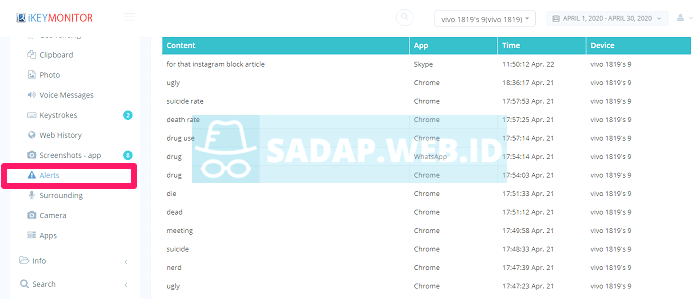 iKEYMONITOR
vivo 1819's 9(vivo 1819)
APRIL 1, 2020 - APRIL 30, 2020
Clipboard
Photo
Voice Messages
Keystrokes 2
Web History
Screenshots - app
Alerts
Surrounding
Camera
Apps
Info
Search
Content App Time Device
for that instagram block article Skype 11:50:12 Apr. 22 vivo 1819's 9
ugly Chrome 18:36:17 Apr. 21 vivo 1819's 9
suicide rate Chrome 17:57:53 Apr. 21 vivo 1819's 9
death rate Chrome 17:57:25 Apr. 21 vivo 1819's 9
drug use Chrome 17:57:14 Apr. 21 vivo 1819's 9
drug WhatsApp 17:54:14 Apr. 21 vivo 1819's 9
drug Chrome 17:54:03 Apr. 21 vivo 1819's 9
die Chrome 17:51:33 Apr. 21 vivo 1819's 9
dead Chrome 17:51:12 Apr. 21 vivo 1819's 9
meeting Chrome 17:49:58 Apr. 21 vivo 1819's 9
suicide Chrome 17:48:33 Apr. 21 vivo 1819's 9
nerd Chrome 17:47:39 Apr. 21 vivo 1819's 9
ugly Chrome 17:47:23 Apr. 21 vivo 1819's 9
SADAP.WEB.ID